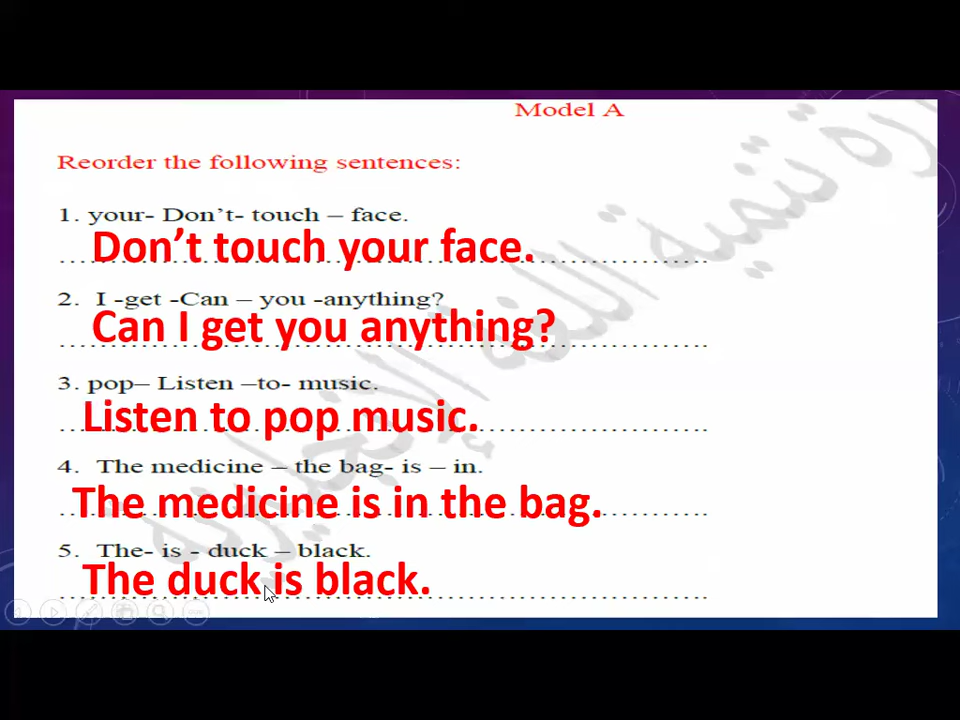 Model A
Reorder the following sentences:
1. your- Don't- touch – face.
Don't touch your face.
2. I -get -Can – you -anything?
Can I get you anything?
3. pop– Listen –to- music.
Listen to pop music.
4. The medicine – the bag- is – in.
The medicine is in the bag.
5. The- is - duck – black.
The duck is black.